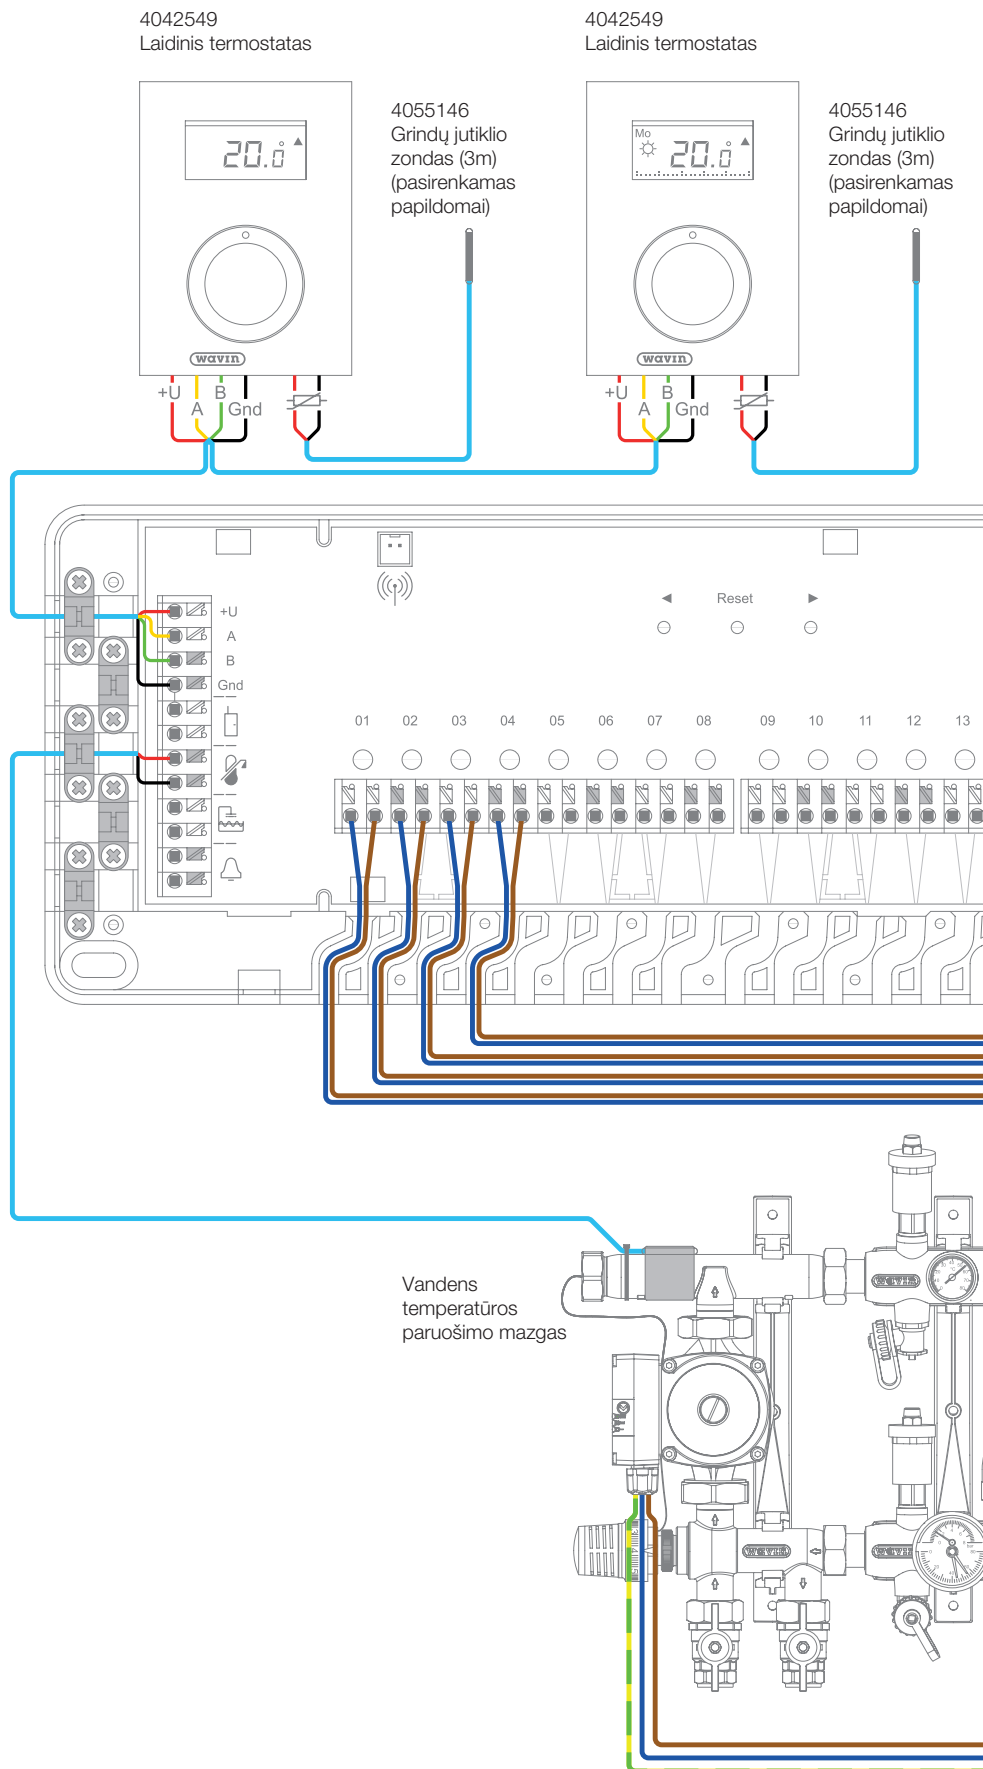 4042549
Laidinis termostatas
4042549
Laidinis termostatas
4055146
Grindų jutiklio
zondas (3m)
(pasirenkamas
papildomai)
4055146
Grindų jutiklio
zondas (3m)
(pasirenkamas
papildomai)
20.0
Mo
20.0
wavin
wavin
+U
A
B
Gnd
+U
A
B
Gnd
+U
A
B
Gnd
Reset
01 02 03 04 05 06 07 08 09 10 11 12 13
Vandens
temperatūros
paruošimo mazgas
wavin
wavin